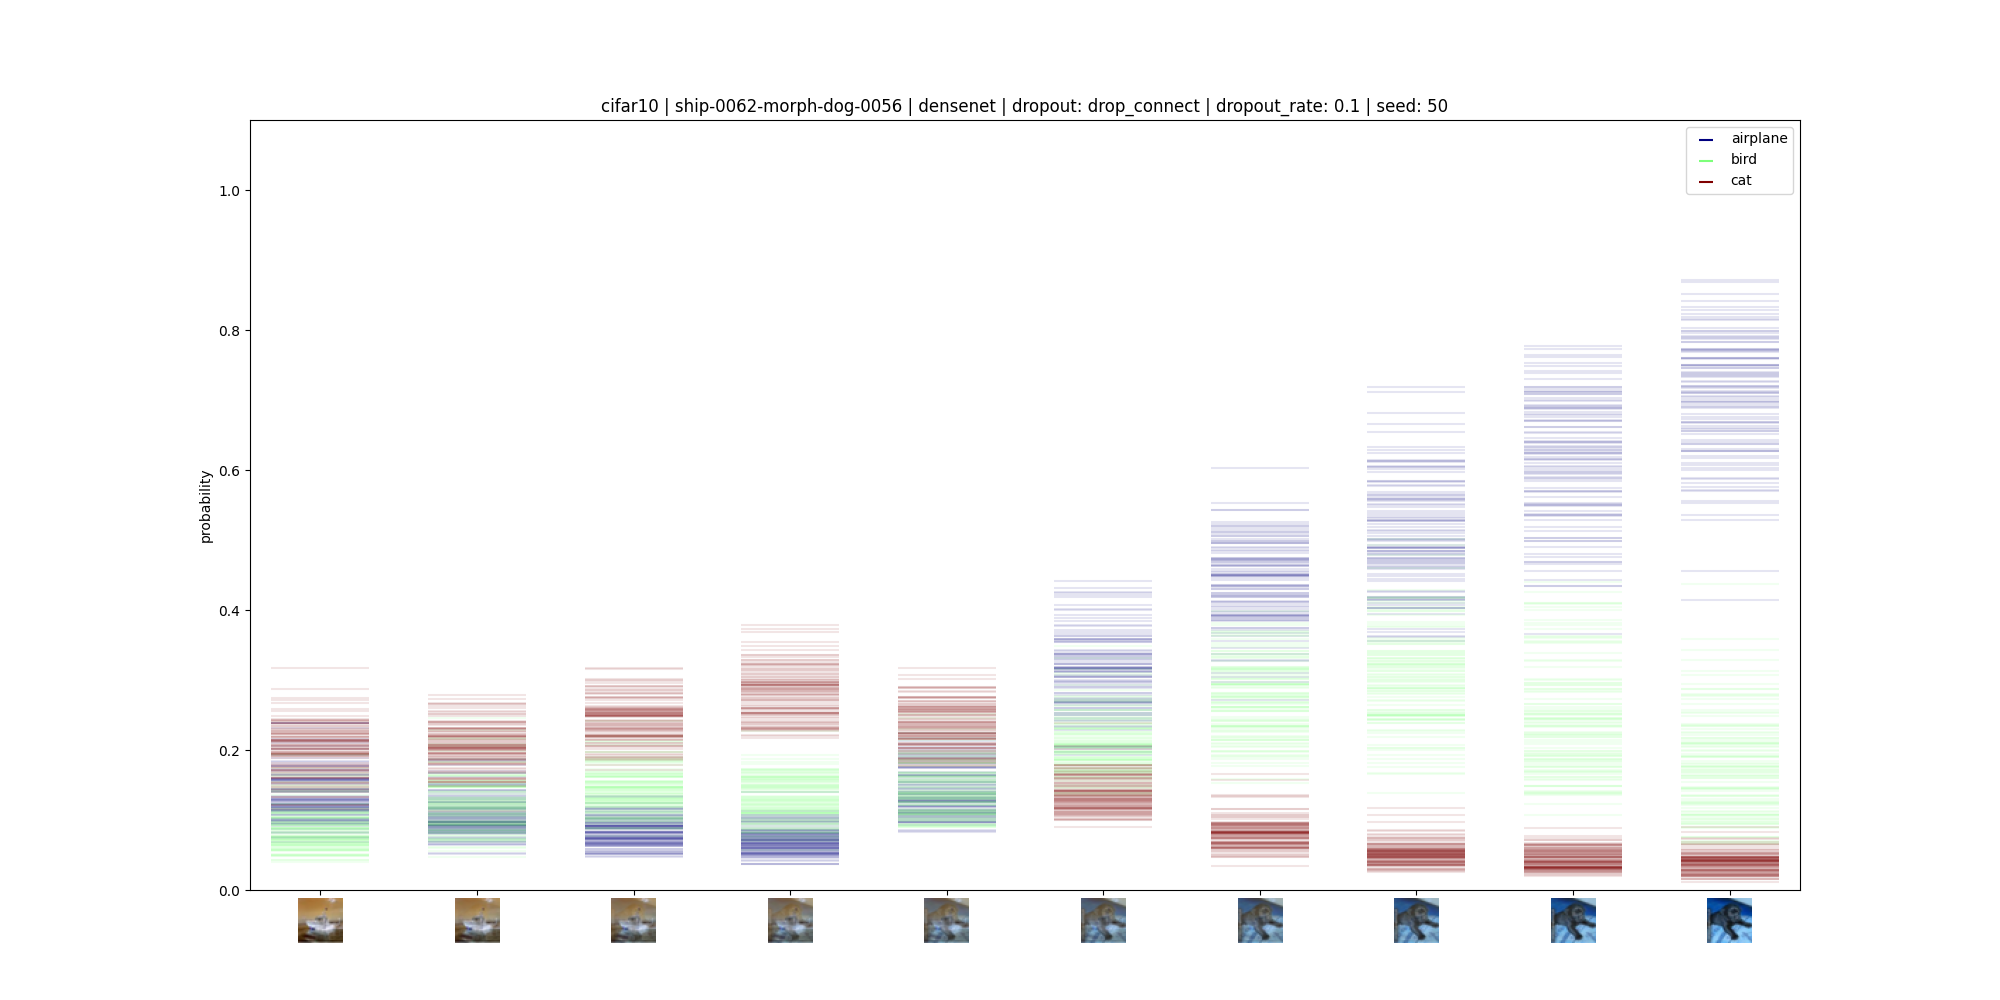 cifar10 | ship-0062-morph-dog-0056 | densenet | dropout: drop_connect | dropout_rate: 0.1 | seed: 50
airplane
bird
cat
probability
1.0
0.8
0.6
0.4
0.2
0.0